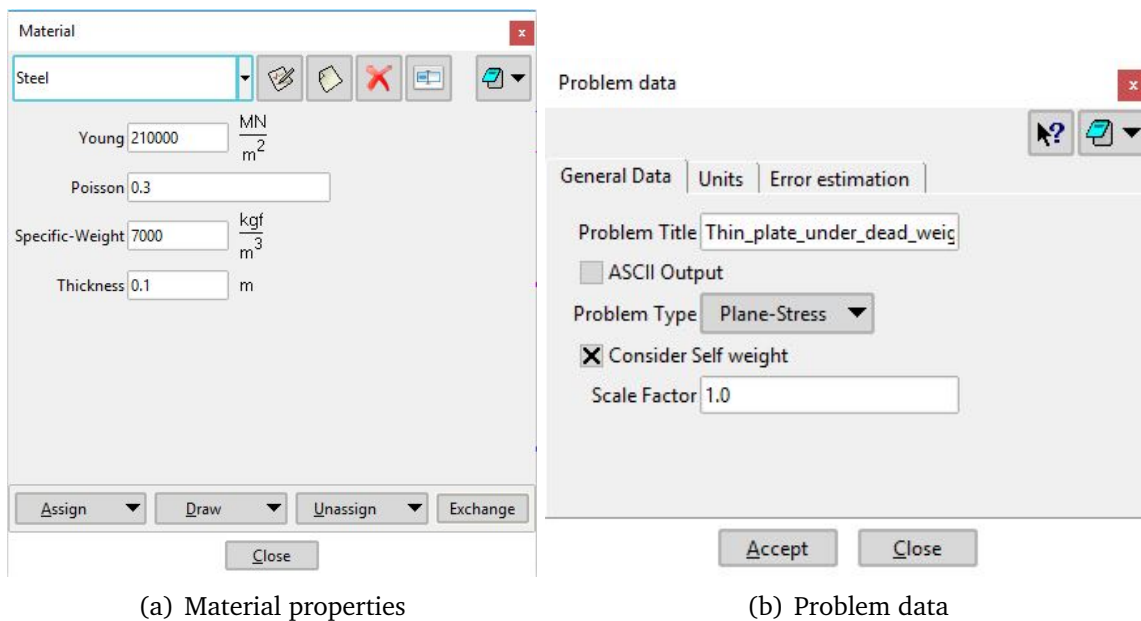 Material
x
Steel
Young 210000 MN/m²
Poisson 0.3
Specific-Weight 7000 kgf/m³
Thickness 0.1 m
Assign Draw Unassign Exchange
Close
(a) Material properties
Problem data
x
?
General Data Units Error estimation
Problem Title Thin_plate_under_dead_weig
ASCII Output
Problem Type Plane-Stress
Consider Self weight
Scale Factor 1.0
Accept Close
(b) Problem data